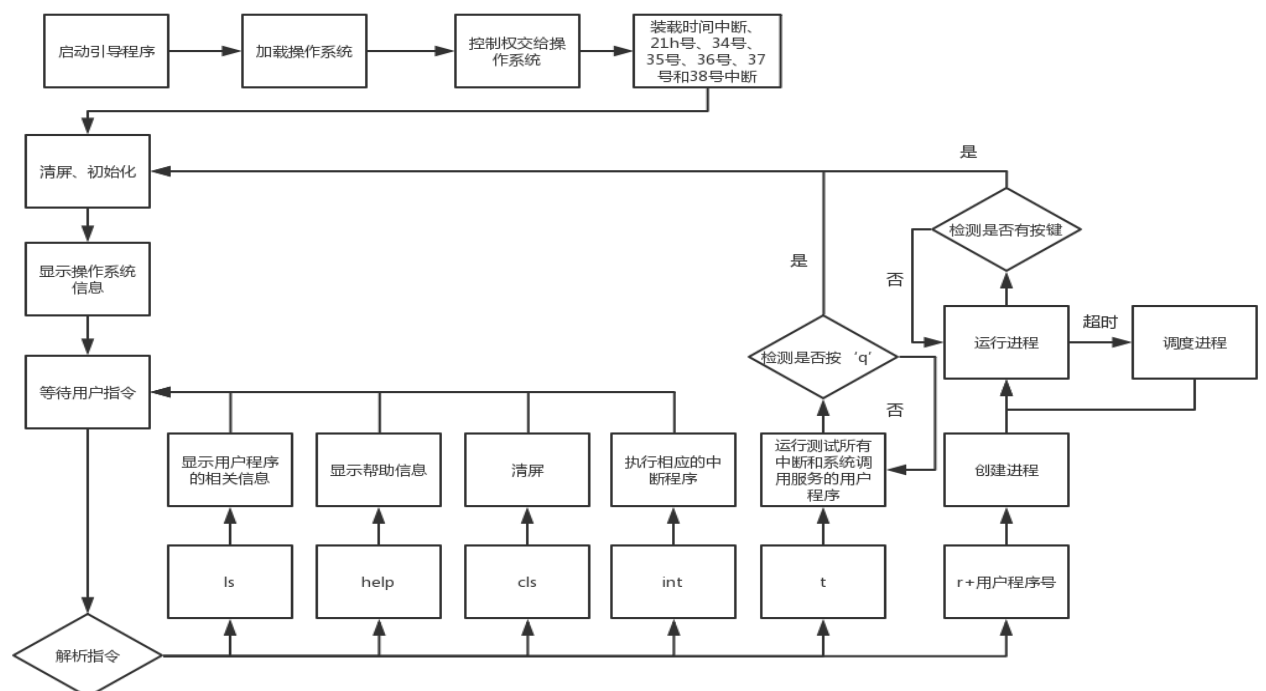 启动引导程序
加载操作系统
控制权交给操
作系统
装载时间中断、
21h号、34号、
35号、36号、37
号和38号中断
清屏、初始化
是
检测是否有按键
显示操作系统
信息
是
否
运行进程
超时
调度进程
检测是否按‘q’
等待用户指令
否
显示用户程序
的相关信息
显示帮助信息
清屏
执行相应的中
断程序
运行测试所有
中断和系统调
用服务的用户
程序
创建进程
ls
help
cls
int
t
r+用户程序号
解析指令